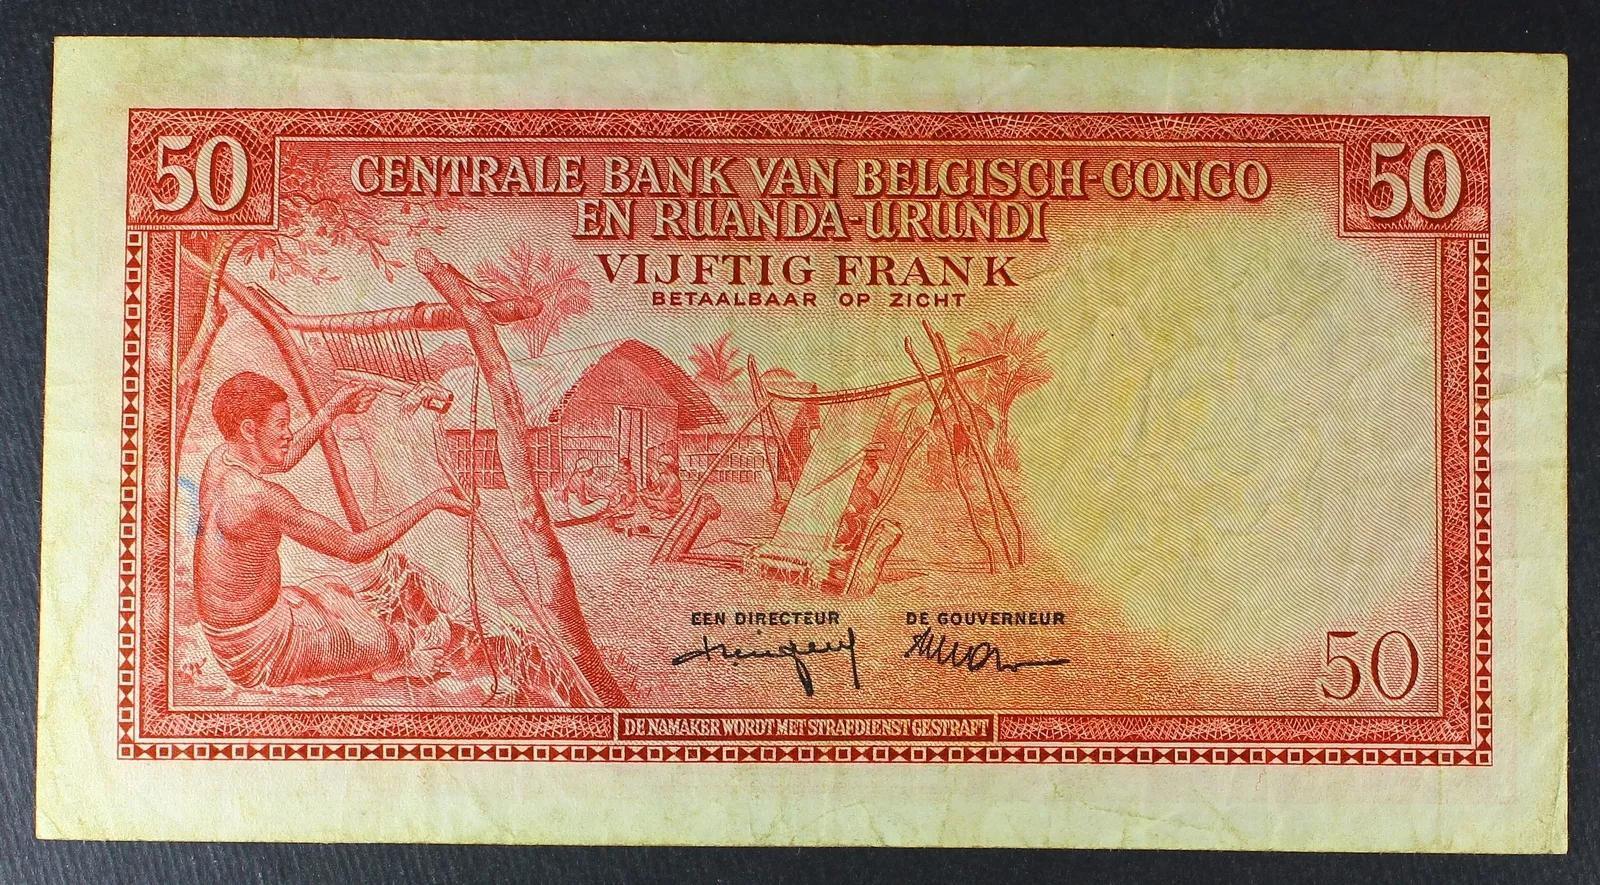 50
50
CENTRALE BANK VAN BELGISCH-CONGO
EN RUANDA-URUNDI
VIJFTIG FRANK
BETAALBAAR OP ZICHT
EEN DIRECTEUR
DE GOUVERNEUR
50
DE NAMAKER WORDT MET STRAFDIENST GESTRAFT